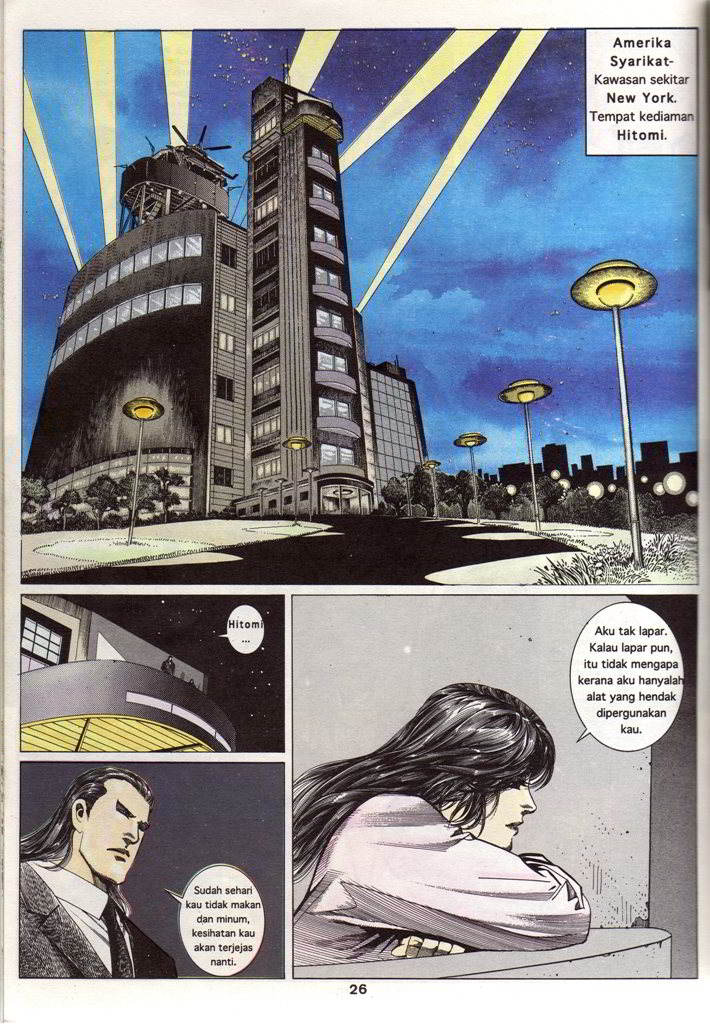 Amerika
Syarikat-
Kawasan sekitar
New York.
Tempat kediaman
Hitomi.
Hitomi
...
Sudah sehari
kau tidak makan
dan minum,
kesihatan kau
akan terjejas
nanti.
Aku tak lapar.
Kalau lapar pun,
itu tidak mengapa
kerana aku hanyalah
alat yang hendak
dipergunakan
kau.
26